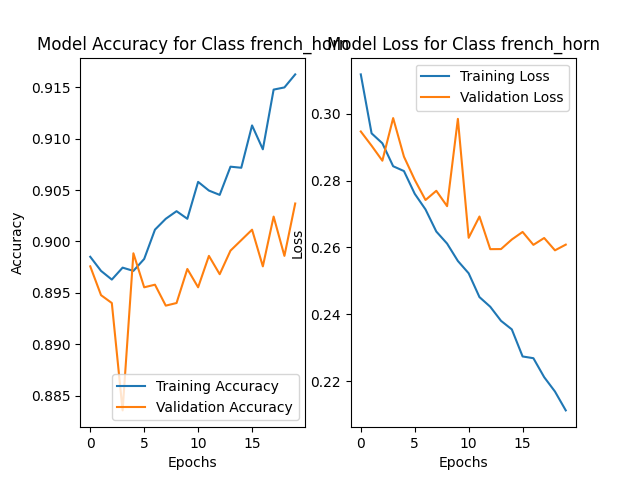 Model Accuracy for Class french_horn
Accuracy
0.915
0.910
0.905
0.900
0.895
0.890
0.885
Training Accuracy
Validation Accuracy
0
5
10
15
Epochs
Model Loss for Class french_horn
Loss
0.30
0.28
0.26
0.24
0.22
Training Loss
Validation Loss
0
5
10
15
Epochs